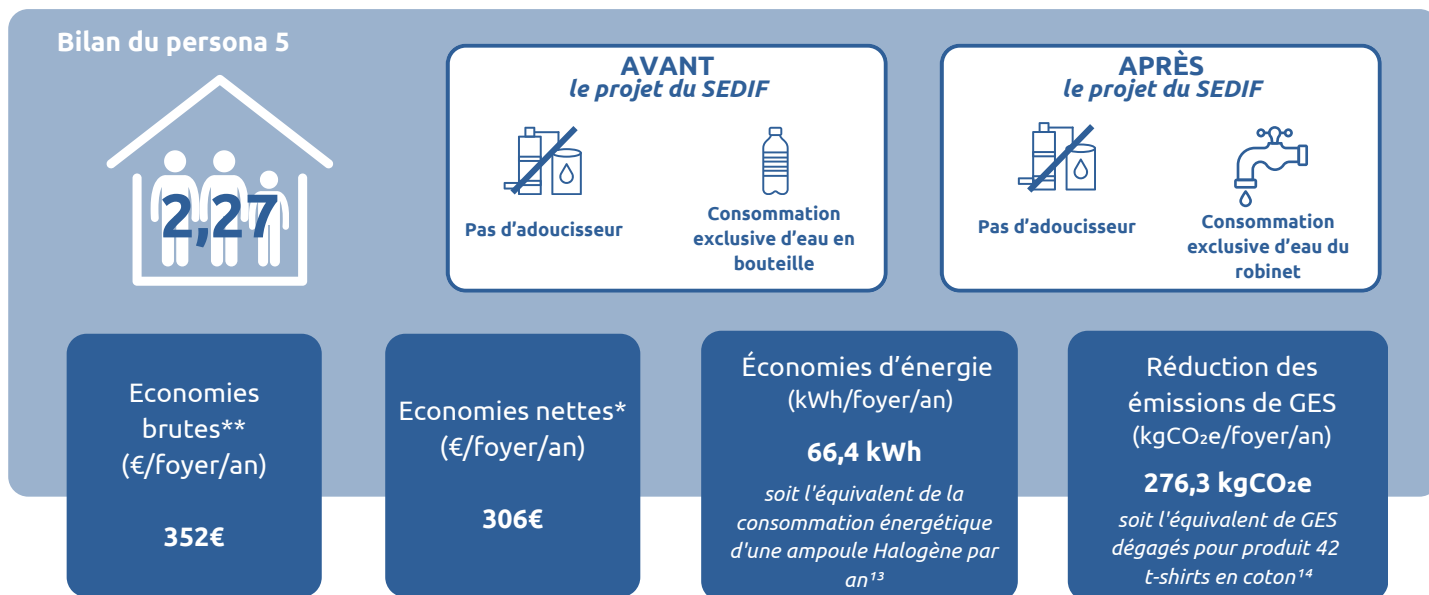 Bilan du persona 5
2,27
AVANT
le projet du SEDIF
Pas d'adoucisseur
Consommation
exclusive d'eau en
bouteille
APRÈS
le projet du SEDIF
Pas d'adoucisseur
Consommation
exclusive d'eau du
robinet
Economies
brutes**
(€/foyer/an)
352€
Economies nettes*
(€/foyer/an)
306€
Économies d'énergie
(kWh/foyer/an)
66,4 kWh
soit l'équivalent de la
consommation énergétique
d'une ampoule Halogène par
an¹³
Réduction des
émissions de GES
(kgCO₂e/foyer/an)
276,3 kgCO₂e
soit l'équivalent de GES
dégagés pour produit 42
t-shirts en coton¹⁴